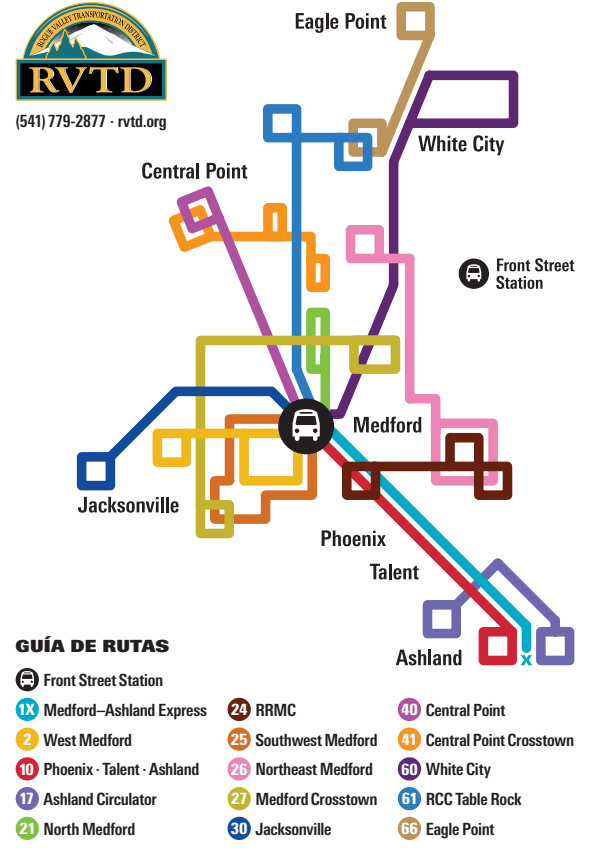 Eagle Point
ROGUE VALLEY TRANSPORTATION DISTRICT
RVTD
(541) 779-2877 · rvtd.org
White City
Central Point
Front Street
Station
Medford
Jacksonville
Phoenix
Talent
Ashland
x
GUÍA DE RUTAS
Front Street Station
1X Medford–Ashland Express
2 West Medford
10 Phoenix · Talent · Ashland
17 Ashland Circulator
21 North Medford
24 RRMC
25 Southwest Medford
26 Northeast Medford
27 Medford Crosstown
30 Jacksonville
40 Central Point
41 Central Point Crosstown
60 White City
61 RCC Table Rock
66 Eagle Point